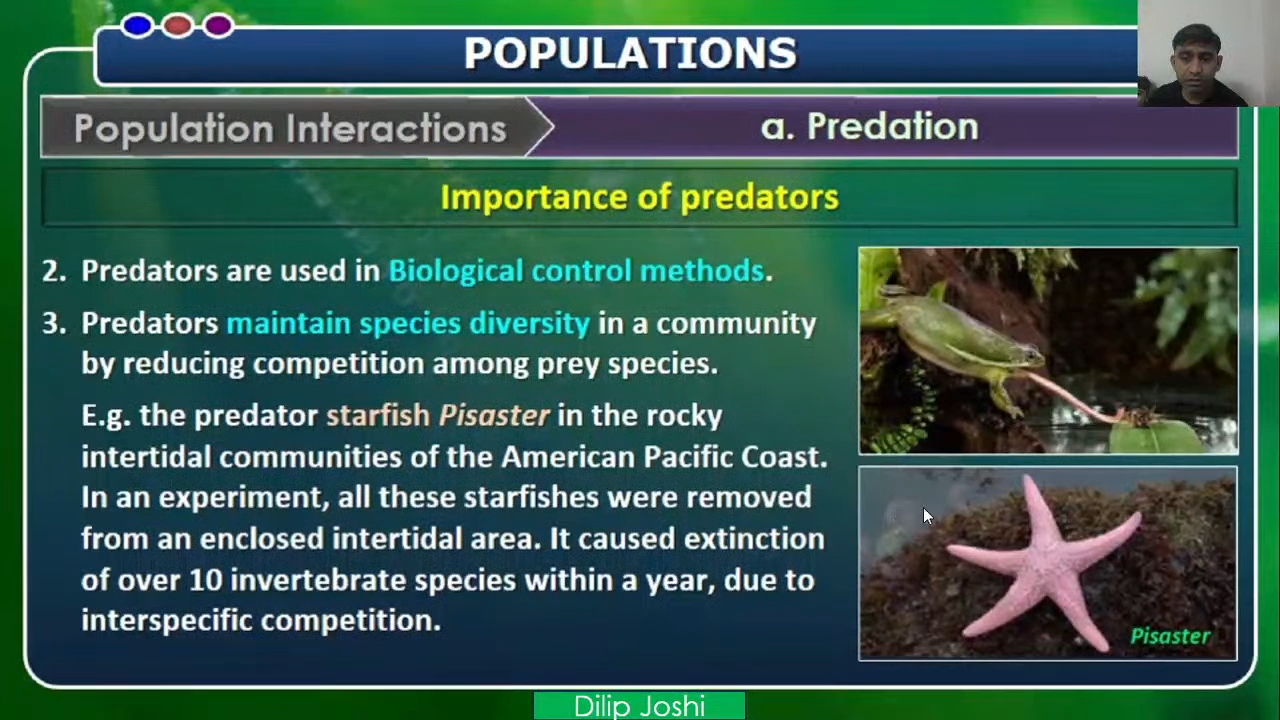 POPULATIONS
Population Interactions
a. Predation
Importance of predators
2. Predators are used in Biological control methods.
3. Predators maintain species diversity in a community
by reducing competition among prey species.
E.g. the predator starfish Pisaster in the rocky
intertidal communities of the American Pacific Coast.
In an experiment, all these starfishes were removed
from an enclosed intertidal area. It caused extinction
of over 10 invertebrate species within a year, due to
interspecific competition.
Pisaster
Dilip Joshi